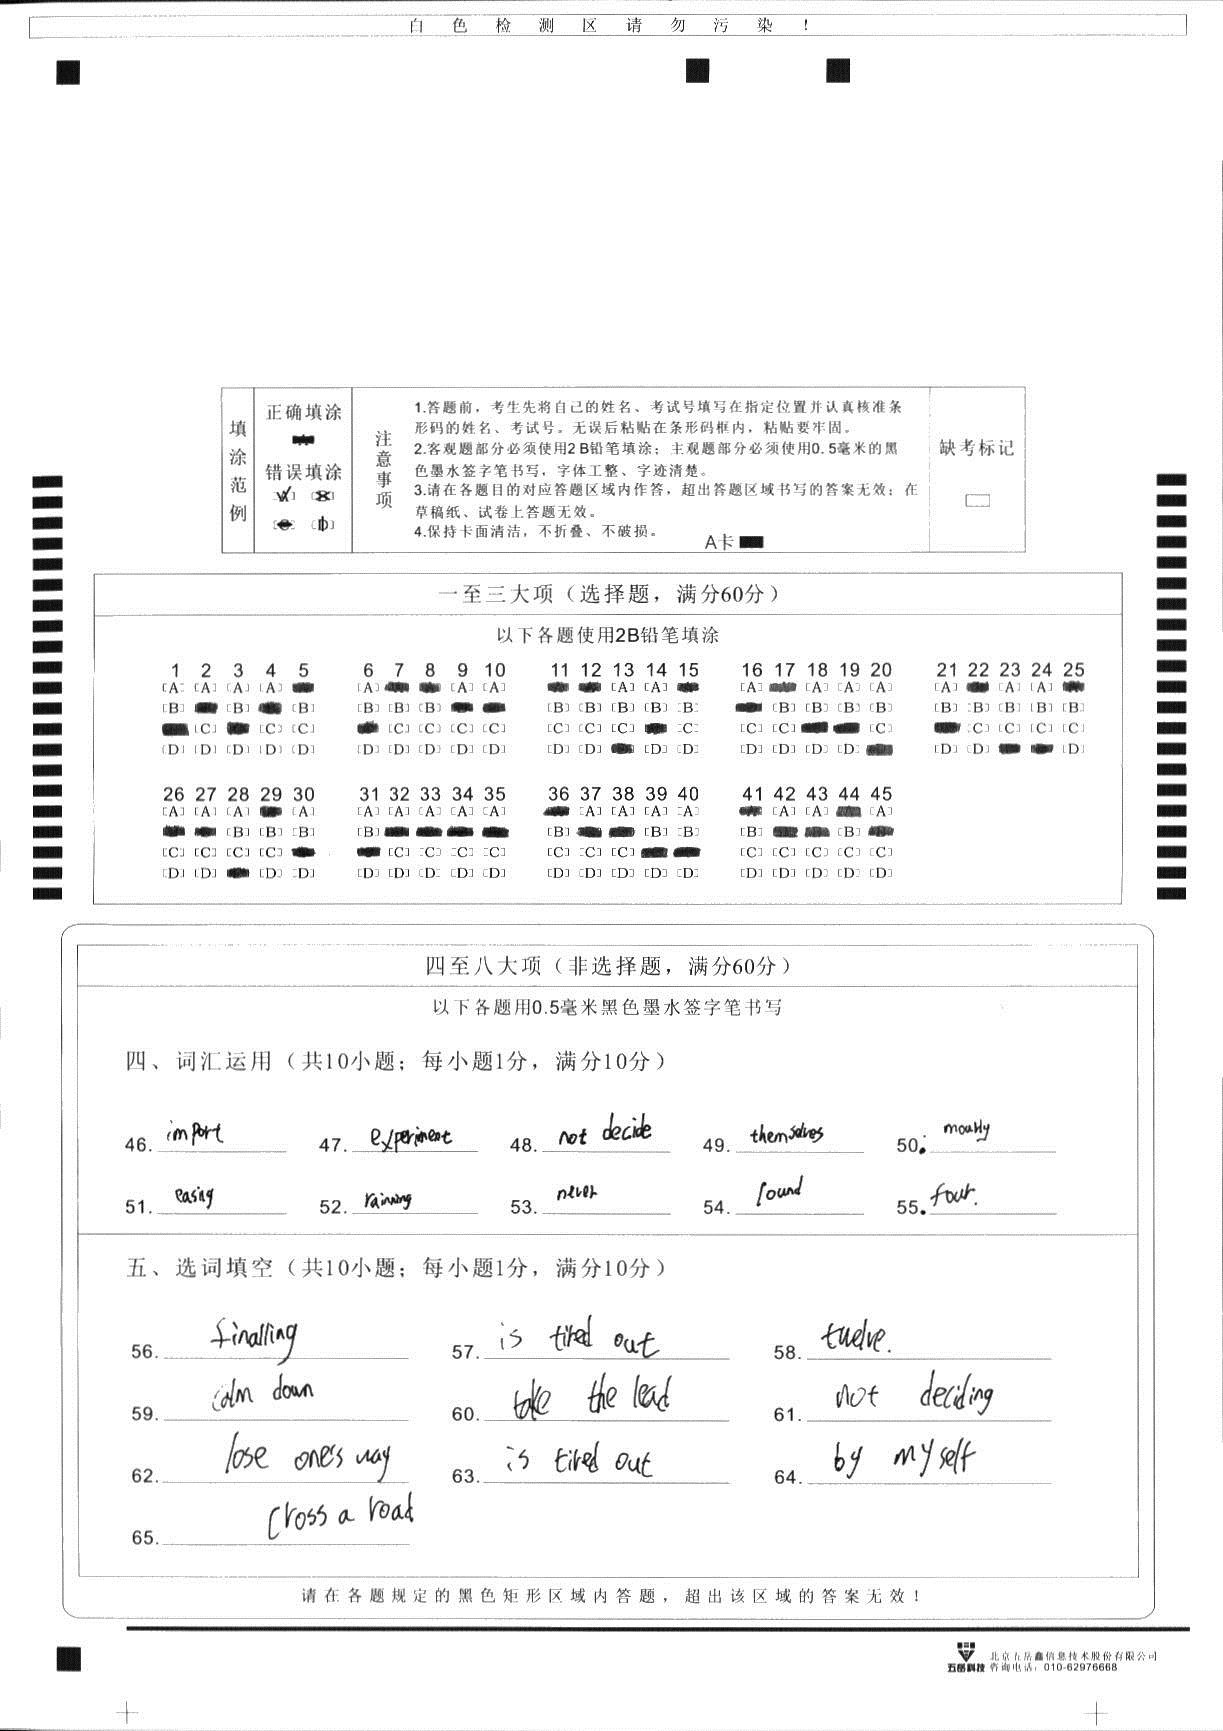 白色检测区请勿污染!
填涂范例
正确填涂
错误填涂
注意事项
1.答题前，考生先将自己的姓名、考试号填写在指定位置并认真核准条
形码的姓名、考试号。无误后粘贴在条形码框内，粘贴要牢固。
2.客观题部分必须使用2B铅笔填涂；主观题部分必须使用0.5毫米的黑
色墨水签字笔书写，字体工整、字迹清楚。
3.请在各题目的对应答题区域内作答，超出答题区域书写的答案无效；在
草稿纸、试卷上答题无效。
4.保持卡面清洁，不折叠、不破损。
A卡
缺考标记
一至三大项（选择题，满分60分）
以下各题使用2B铅笔填涂
1 2 3 4 5 6 7 8 9 10 11 12 13 14 15 16 17 18 19 20 21 22 23 24 25
[A] [A] [A] [A] [A] [A] [A] [A] [A] [A] [A] [A] [A] [A] [A] [A]
[B] [B] [B] [B] [B] [B] [B] [B] [B] [B] [B] [B] [B] [B] [B] [B] [B] [B] [B] [B]
[C] [C] [C] [C] [C] [C] [C] [C] [C] [C] [C] [C] [C] [C] [C] [C] [C] [C]
[D] [D] [D] [D] [D] [D] [D] [D] [D] [D] [D] [D] [D] [D] [D] [D] [D] [D] [D] [D] [D]
26 27 28 29 30 31 32 33 34 35 36 37 38 39 40 41 42 43 44 45
[A] [A] [A] [A] [A] [A] [A] [A] [A] [A] [A] [A] [A] [A] [A] [A]
[B] [B] [B] [B] [B] [B] [B] [B] [B]
[C] [C] [C] [C] [C] [C] [C] [C] [C] [C] [C] [C] [C] [C] [C] [C]
[D] [D] [D] [D] [D] [D] [D] [D] [D] [D] [D] [D] [D] [D] [D] [D] [D] [D] [D]
四至八大项（非选择题，满分60分）
以下各题用0.5毫米黑色墨水签字笔书写
四、词汇运用（共10小题；每小题1分，满分10分）
46. import 47. experiment 48. not decide 49. themselves 50.
51. easing 52. rainning 53. never 54. found 55. four.
五、选词填空（共10小题；每小题1分，满分10分）
56. finalling 57. is tired out 58. twelve.
59. calm down 60. take the lead 61. not deciding
62. lose one's way 63. is tired out 64. by myself
65. cross a road
请在各题规定的黑色矩形区域内答题，超出该区域的答案无效！
五岳科技
北京五岳鑫信息技术股份有限公司
咨询电话：010-62976668